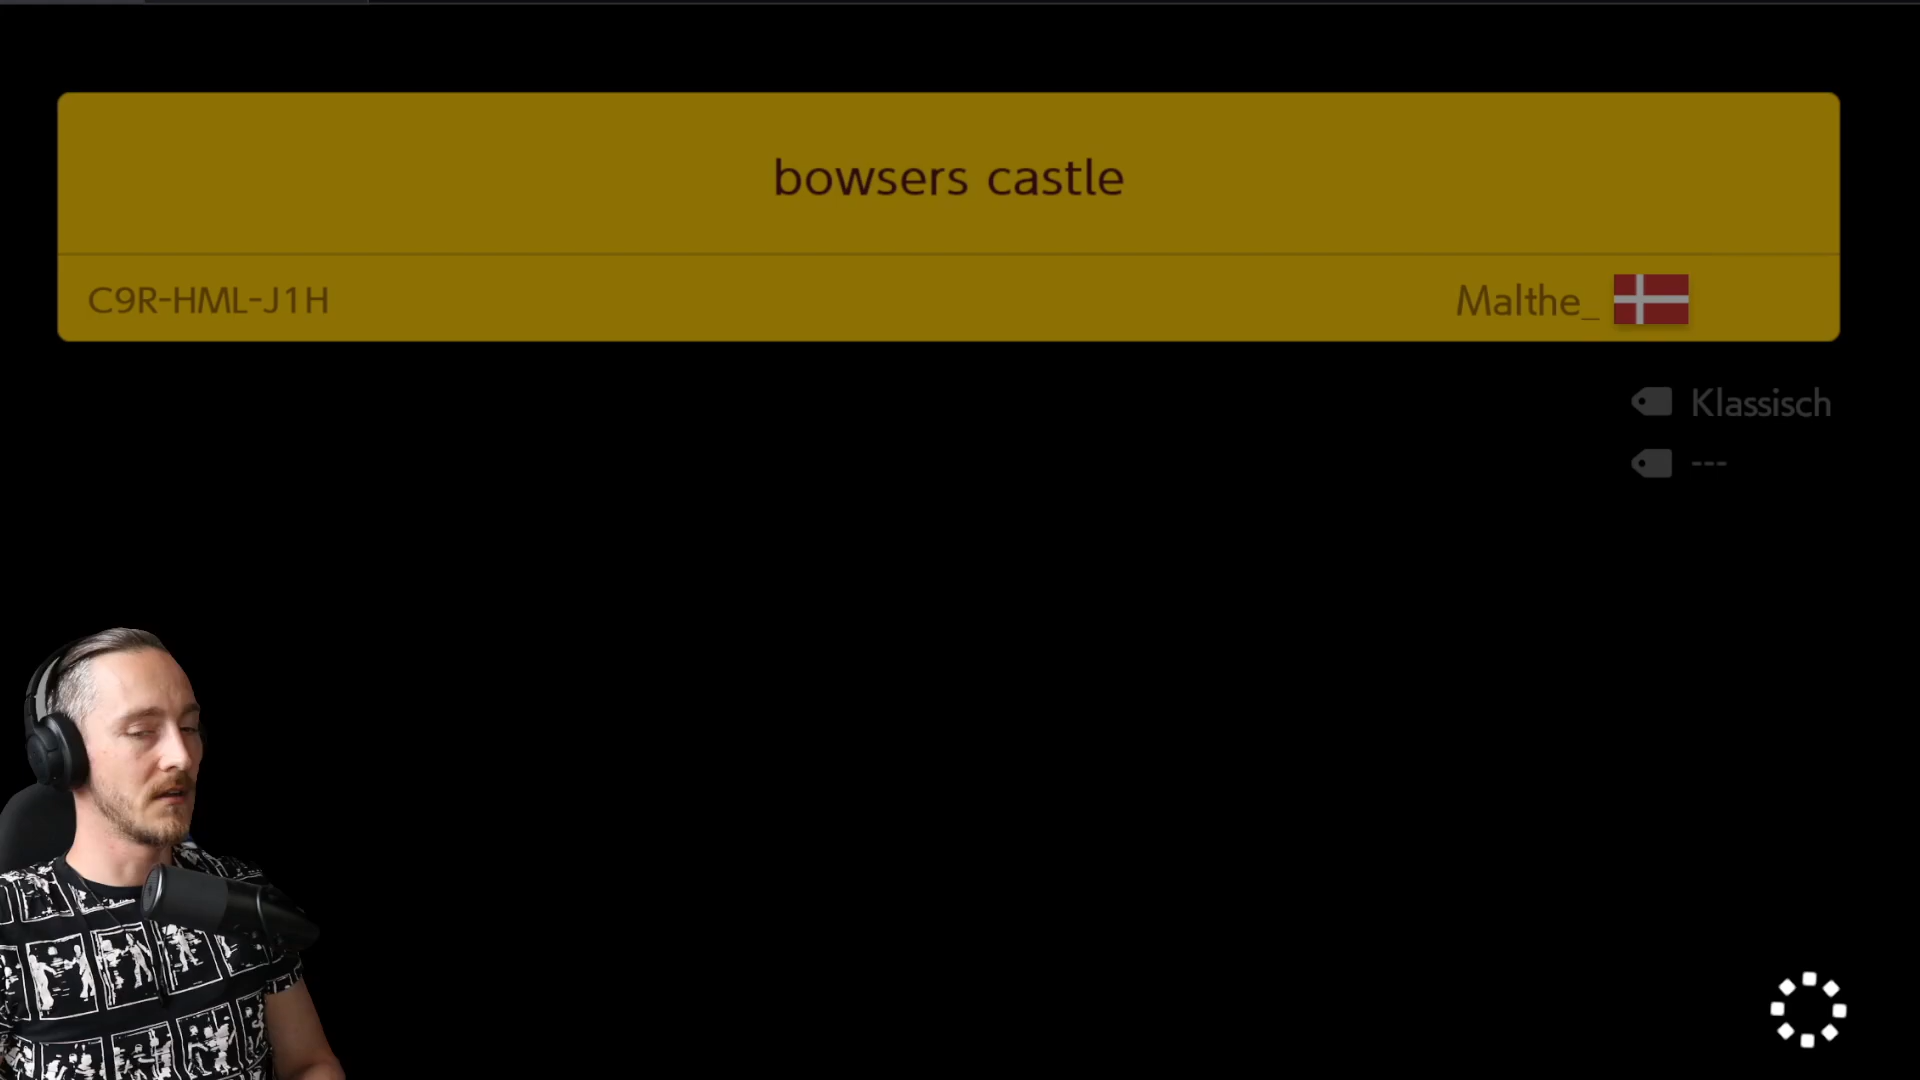 bowsers castle
C9R-HML-J1H
Malthe_
Klassisch
---